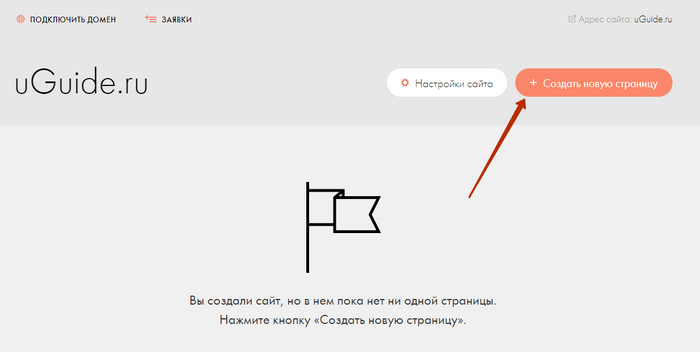 ПОДКЛЮЧИТЬ ДОМЕН
ЗАЯВКИ
Адрес сайта: uGuide.ru
uGuide.ru
Настройки сайта
+ Создать новую страницу
Вы создали сайт, но в нем пока нет ни одной страницы.
Нажмите кнопку «Создать новую страницу».